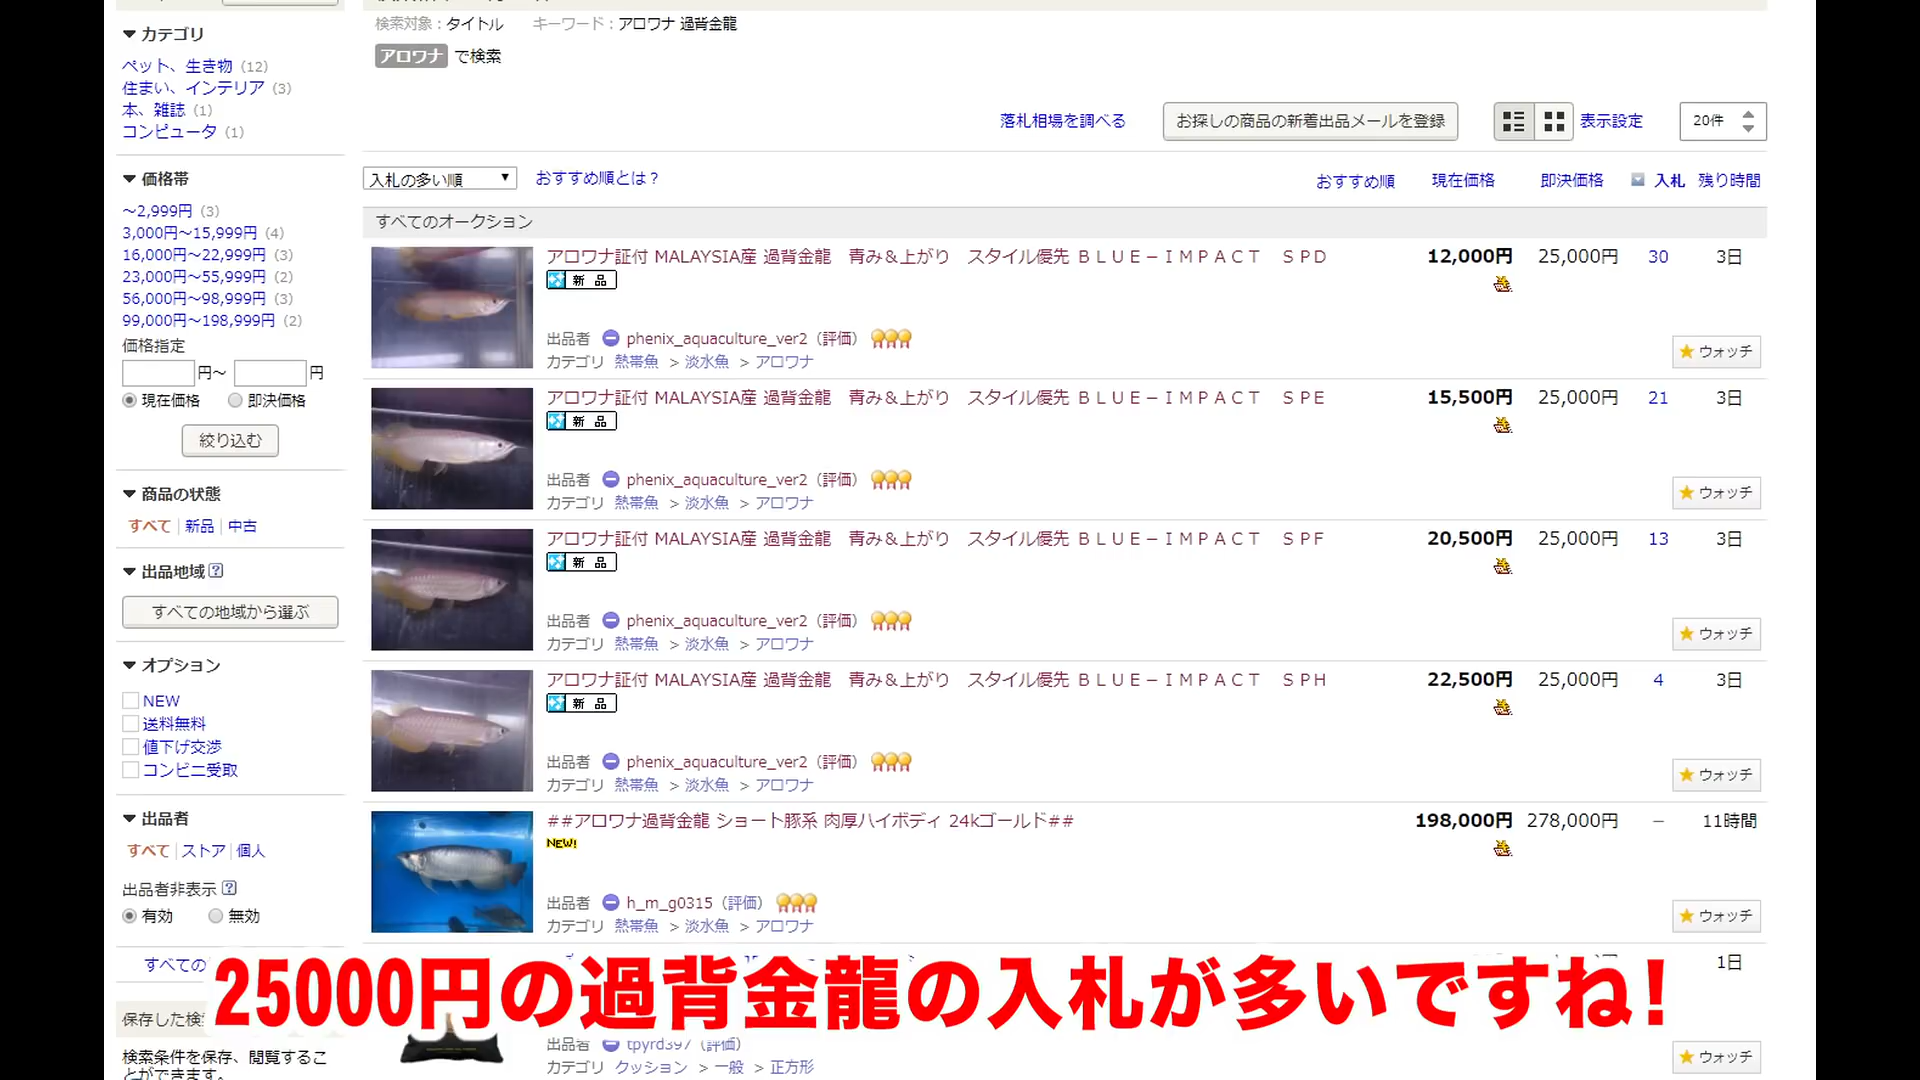 検索対象：タイトル　キーワード：アロワナ 過背金龍
アロワナ で検索
▼ カテゴリ
ペット、生き物 (12)
住まい、インテリア (3)
本、雑誌 (1)
コンピュータ (1)
▼ 価格帯
～2,999円 (3)
3,000円～15,999円 (4)
16,000円～22,999円 (3)
23,000円～55,999円 (2)
56,000円～98,999円 (3)
99,000円～198,999円 (2)
価格指定
円～ 円
現在価格 即決価格
絞り込む
▼ 商品の状態
すべて | 新品 | 中古
▼ 出品地域 ?
すべての地域から選ぶ
▼ オプション
NEW
送料無料
値下げ交渉
コンビニ受取
▼ 出品者
すべて | ストア | 個人
出品者非表示 ?
有効 無効
すべての
保存した検
検索条件を保存、閲覧するこ
とができます。
落札相場を調べる お探しの商品の新着出品メールを登録 表示設定 20件
入札の多い順 ▼ おすすめ順とは？ おすすめ順 現在価格 即決価格 入札 残り時間
すべてのオークション
アロワナ証付 MALAYSIA産 過背金龍　青み＆上がり　スタイル優先 ＢＬＵＥ－ＩＭＰＡＣＴ　ＳＰＤ 12,000円 25,000円 30 3日
新品
出品者 phenix_aquaculture_ver2（評価）
カテゴリ 熱帯魚 > 淡水魚 > アロワナ ウォッチ
アロワナ証付 MALAYSIA産 過背金龍　青み＆上がり　スタイル優先 ＢＬＵＥ－ＩＭＰＡＣＴ　ＳＰＥ 15,500円 25,000円 21 3日
新品
出品者 phenix_aquaculture_ver2（評価）
カテゴリ 熱帯魚 > 淡水魚 > アロワナ ウォッチ
アロワナ証付 MALAYSIA産 過背金龍　青み＆上がり　スタイル優先 ＢＬＵＥ－ＩＭＰＡＣＴ　ＳＰＦ 20,500円 25,000円 13 3日
新品
出品者 phenix_aquaculture_ver2（評価）
カテゴリ 熱帯魚 > 淡水魚 > アロワナ ウォッチ
アロワナ証付 MALAYSIA産 過背金龍　青み＆上がり　スタイル優先 ＢＬＵＥ－ＩＭＰＡＣＴ　ＳＰＨ 22,500円 25,000円 4 3日
新品
出品者 phenix_aquaculture_ver2（評価）
カテゴリ 熱帯魚 > 淡水魚 > アロワナ ウォッチ
##アロワナ過背金龍 ショート豚系 肉厚ハイボディ 24kゴールド## 198,000円 278,000円 － 11時間
NEW!
出品者 h_m_g0315（評価）
カテゴリ 熱帯魚 > 淡水魚 > アロワナ ウォッチ
1日
25000円の過背金龍の入札が多いですね！
出品者 tpyrd397（評価）
カテゴリ クッション > 一般 > 正方形 ウォッチ